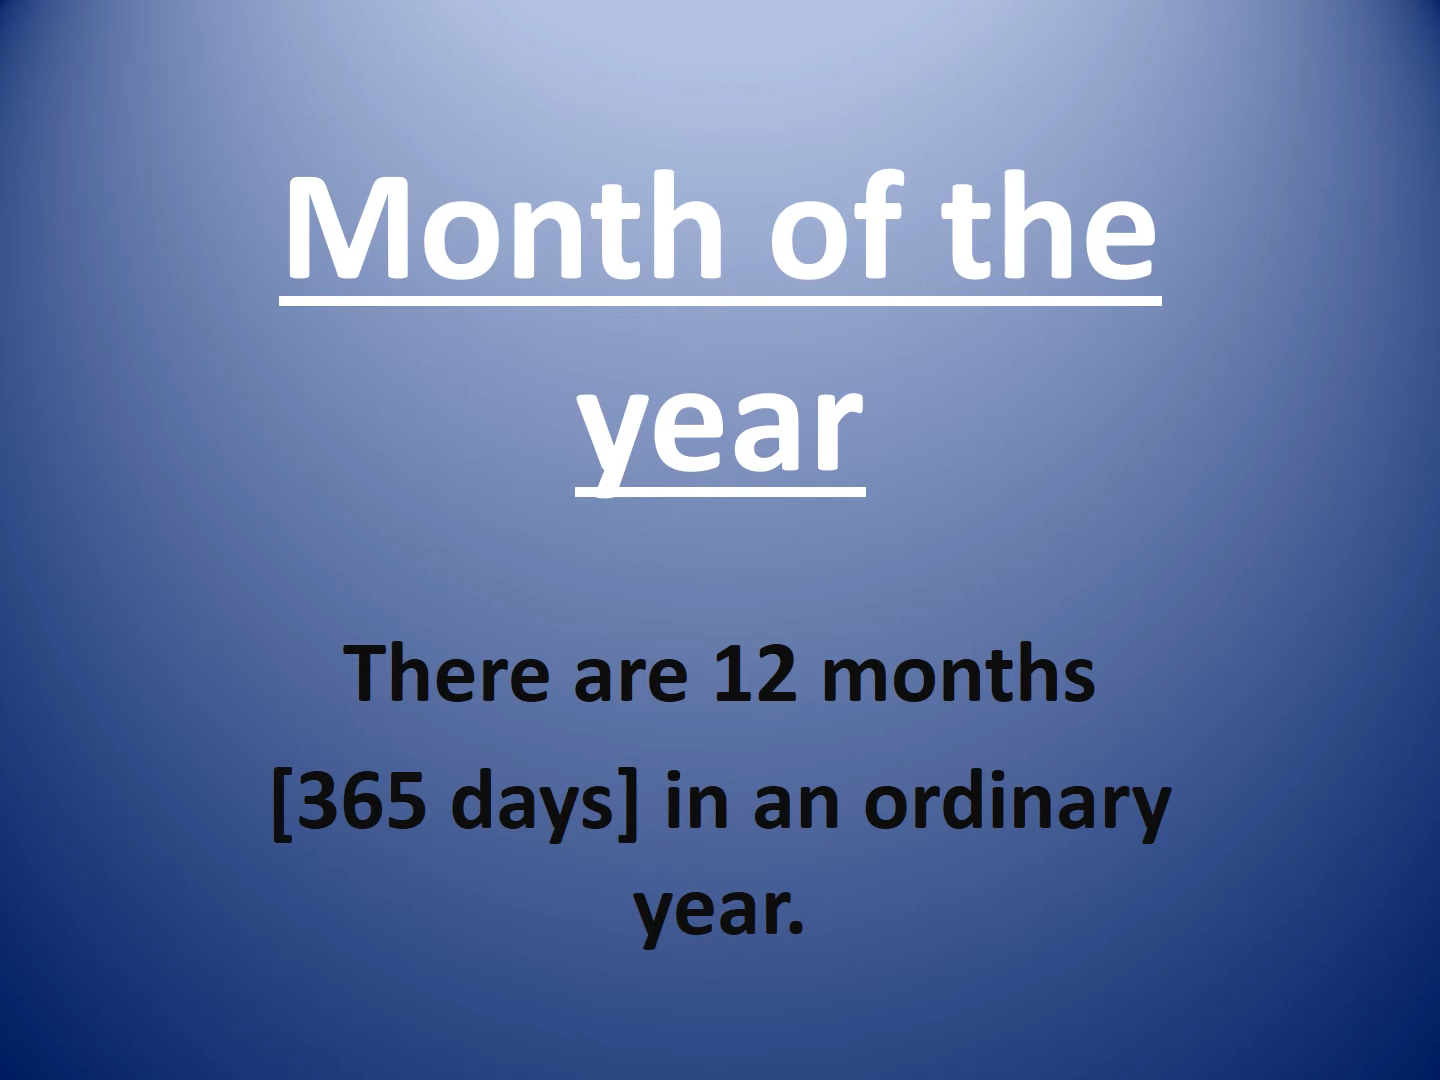 Month of the
year
There are 12 months
[365 days] in an ordinary
year.